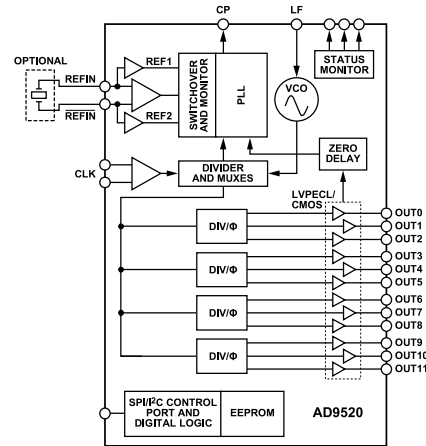 CP
LF
OPTIONAL
REFIN
REFIN
REF1
REF2
SWITCHOVER
AND MONITOR
PLL
VCO
STATUS
MONITOR
ZERO
DELAY
CLK
DIVIDER
AND MUXES
LVPECL/
CMOS
DIV/Φ
DIV/Φ
DIV/Φ
DIV/Φ
OUT0
OUT1
OUT2
OUT3
OUT4
OUT5
OUT6
OUT7
OUT8
OUT9
OUT10
OUT11
SPI/I²C CONTROL
PORT AND
DIGITAL LOGIC
EEPROM
AD9520